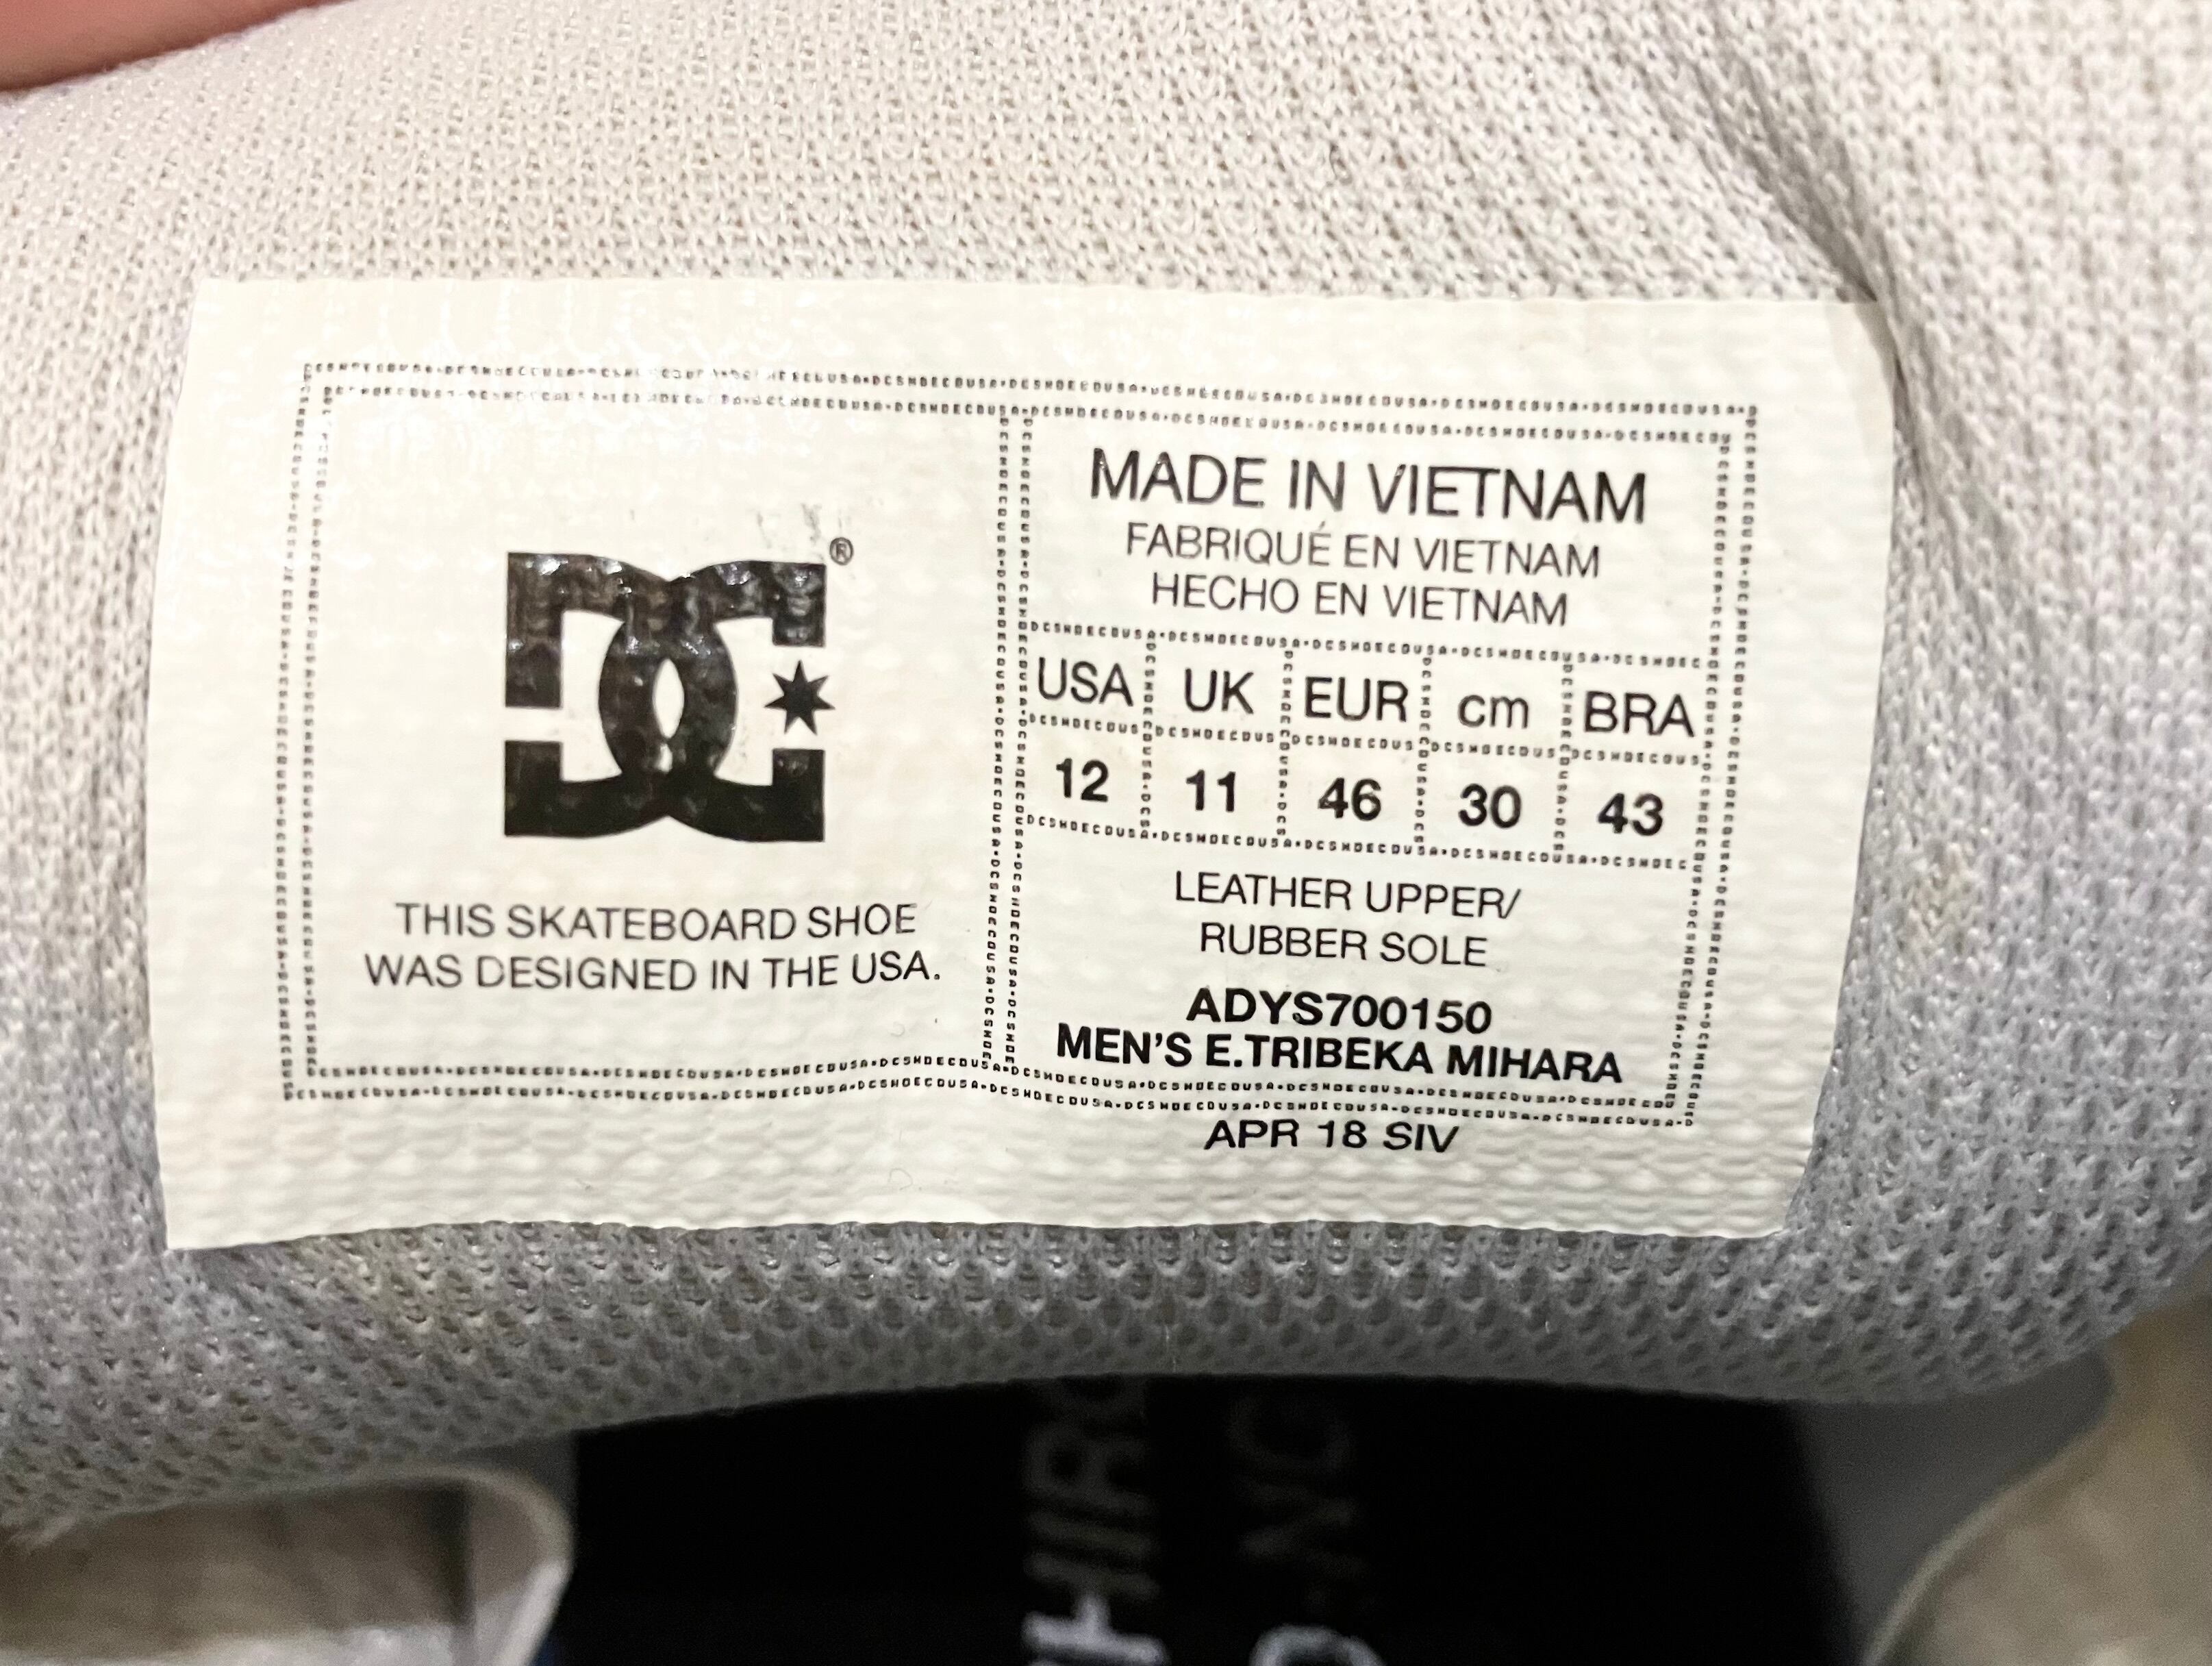 DC®
THIS SKATEBOARD SHOE
WAS DESIGNED IN THE USA.
MADE IN VIETNAM
FABRIQUÉ EN VIETNAM
HECHO EN VIETNAM
USA UK EUR cm BRA
12 11 46 30 43
LEATHER UPPER/
RUBBER SOLE
ADYS700150
MEN'S E.TRIBEKA MIHARA
APR 18 SIV